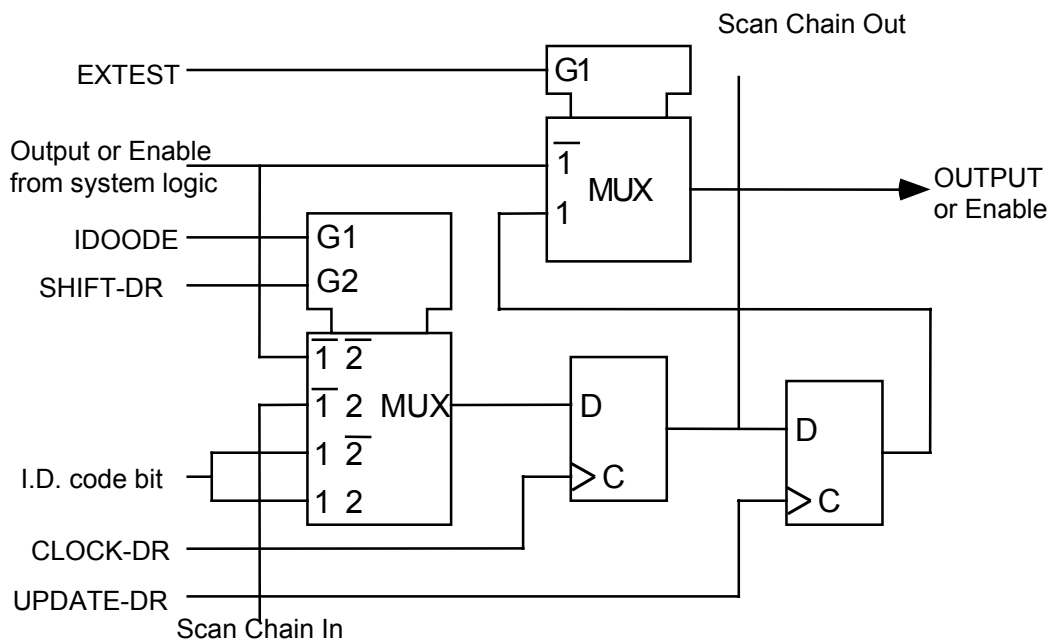 Scan Chain Out
EXTEST
G1
Output or Enable
from system logic
1
MUX
1
OUTPUT
or Enable
IDOODE
G1
SHIFT-DR
G2
1 2
1 2 MUX
1 2
1 2
D
C
D
C
I.D. code bit
CLOCK-DR
UPDATE-DR
Scan Chain In